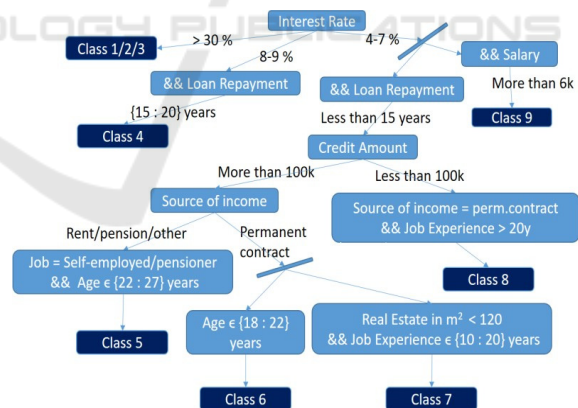 OLOGY PUBLICATIONS
Interest Rate
> 30 %
4-7 %
Class 1/2/3
8-9 %
&& Salary
&& Loan Repayment
&& Loan Repayment
More than 6k
{15 : 20} years
Less than 15 years
Class 9
Class 4
Credit Amount
More than 100k
Less than 100k
Source of income
Source of income = perm.contract
&& Job Experience > 20y
Rent/pension/other
Permanent
contract
Job = Self-employed/pensioner
&& Age ϵ {22 : 27} years
Class 8
Age ϵ {18 : 22}
years
Real Estate in m² < 120
&& Job Experience ϵ {10 : 20} years
Class 5
Class 6
Class 7